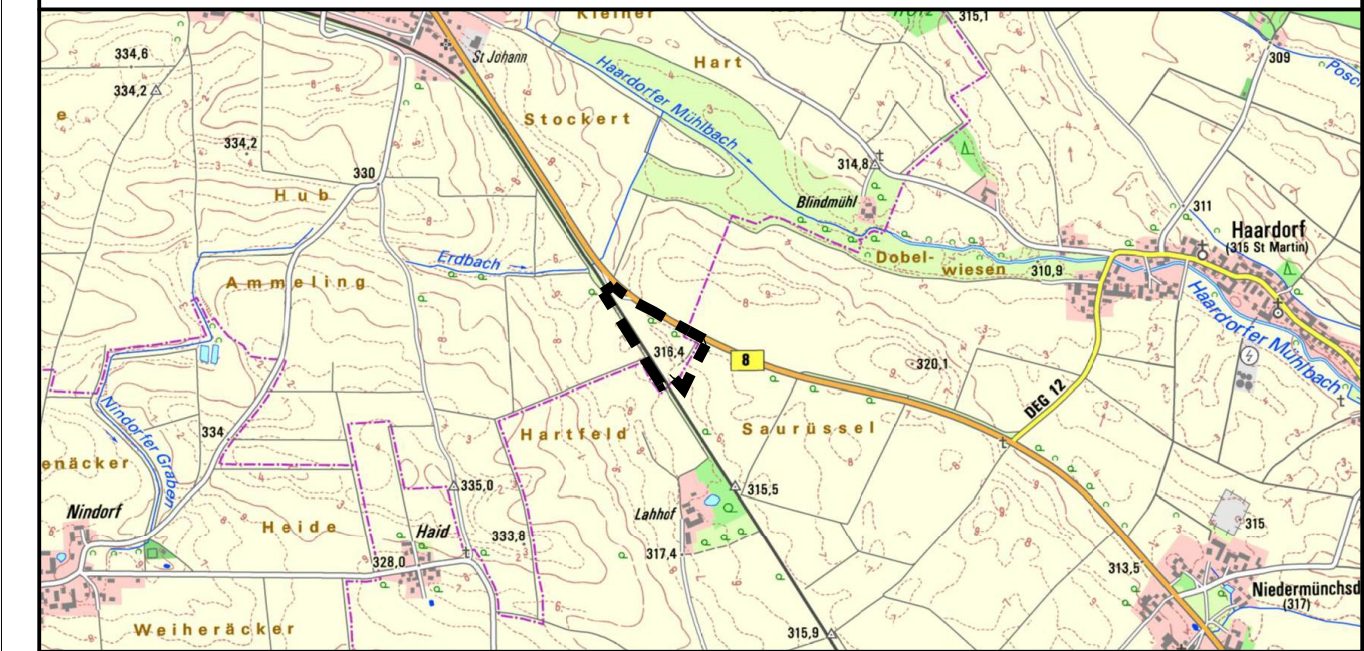 Kleiner
315,1
334,6
St Johann
Hart
309
334,2
Haardorfer Mühlbach
e
Stockert
334,2
314,8
330
Hub
Blindmühl
311
Haardorf
(315 St Martin)
Erdbach
Dobel-
wiesen
310,9
Ammeling
Haardorfer Mühlbach
316,4
8
320,1
DEG 12
Nindorfer Graben
334
Hartfeld
Saurüssel
enäcker
335,0
315,5
Nindorf
Heide
Haid
333,8
Lahhof
315
328,0
317,4
313,5
Niedermünchsd
(317)
Weiheräcker
315,9